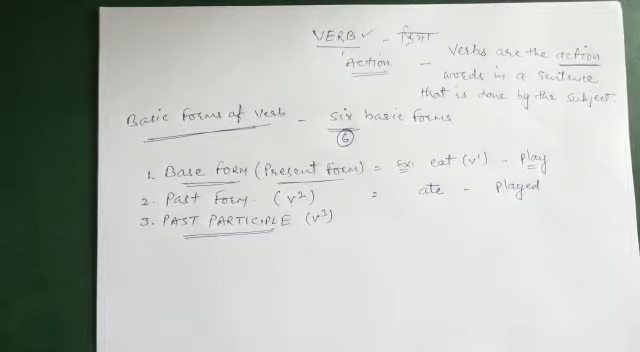 VERB ✓ - क्रिया
Action - Verbs are the action
words in a sentence
that is done by the subject.
Basic Forms of Verb - six basic forms
6
1. BASE FORM (Present Form) = Ex. eat (V1) - play
2. Past Form. (V2) = ate - played
3. PAST PARTICIPLE (V3)